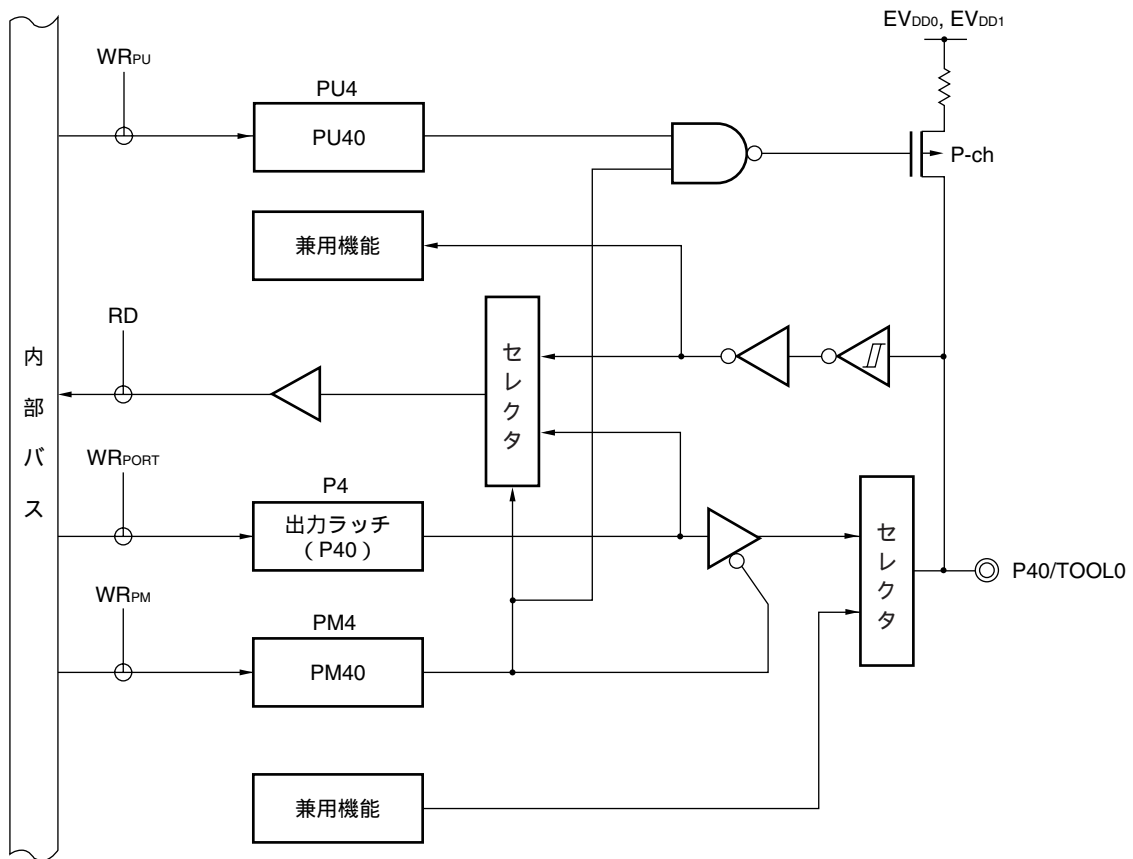 EVDD0, EVDD1
WRPU
PU4
PU40
P-ch
兼用機能
RD
セレクタ
内部バス
WRPORT
P4
出力ラッチ
（P40）
セレクタ
P40/TOOL0
WRPM
PM4
PM40
兼用機能